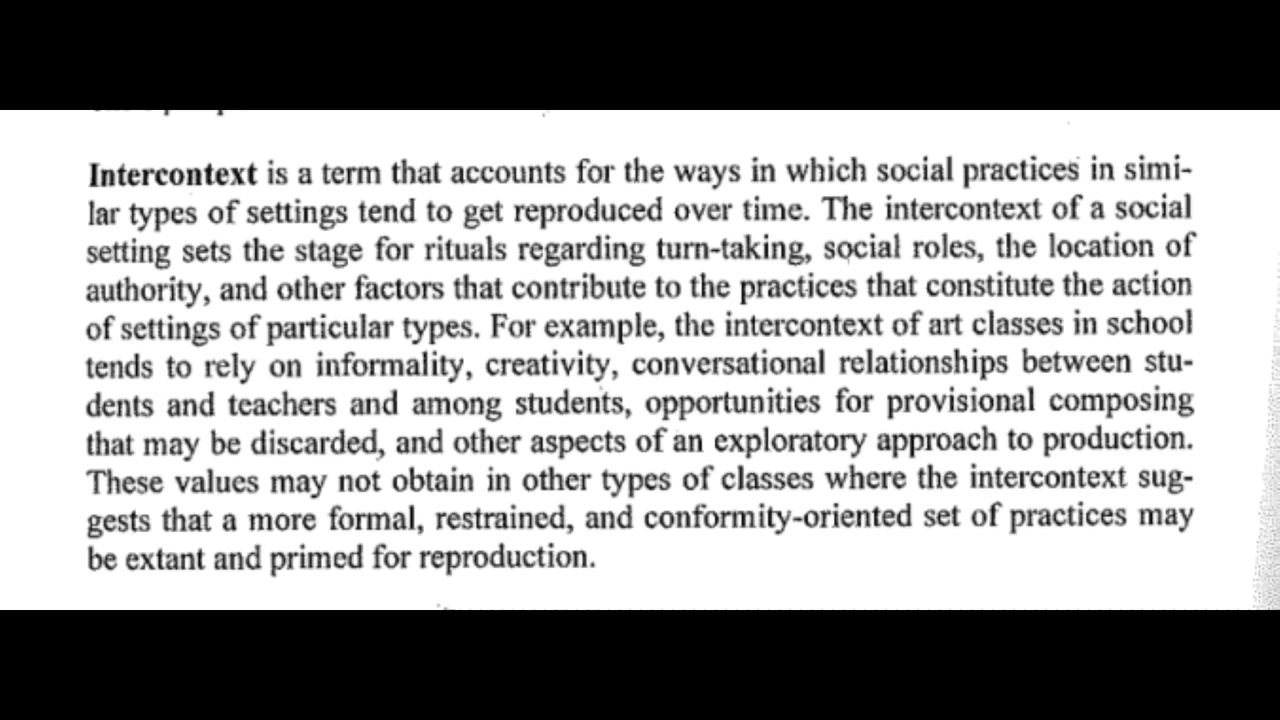 Intercontext is a term that accounts for the ways in which social practices in simi-
lar types of settings tend to get reproduced over time. The intercontext of a social
setting sets the stage for rituals regarding turn-taking, social roles, the location of
authority, and other factors that contribute to the practices that constitute the action
of settings of particular types. For example, the intercontext of art classes in school
tends to rely on informality, creativity, conversational relationships between stu-
dents and teachers and among students, opportunities for provisional composing
that may be discarded, and other aspects of an exploratory approach to production.
These values may not obtain in other types of classes where the intercontext sug-
gests that a more formal, restrained, and conformity-oriented set of practices may
be extant and primed for reproduction.